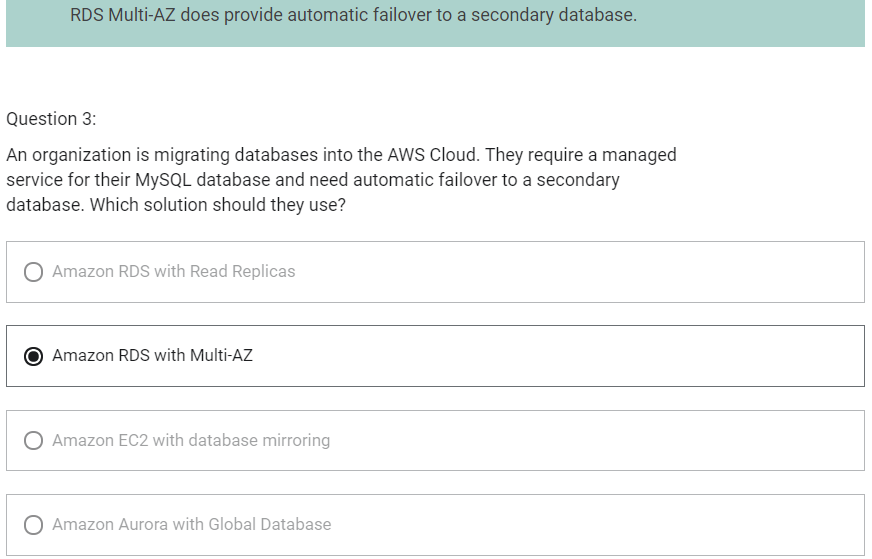 RDS Multi-AZ does provide automatic failover to a secondary database.
Question 3:
An organization is migrating databases into the AWS Cloud. They require a managed
service for their MySQL database and need automatic failover to a secondary
database. Which solution should they use?
Amazon RDS with Read Replicas
Amazon RDS with Multi-AZ
Amazon EC2 with database mirroring
Amazon Aurora with Global Database